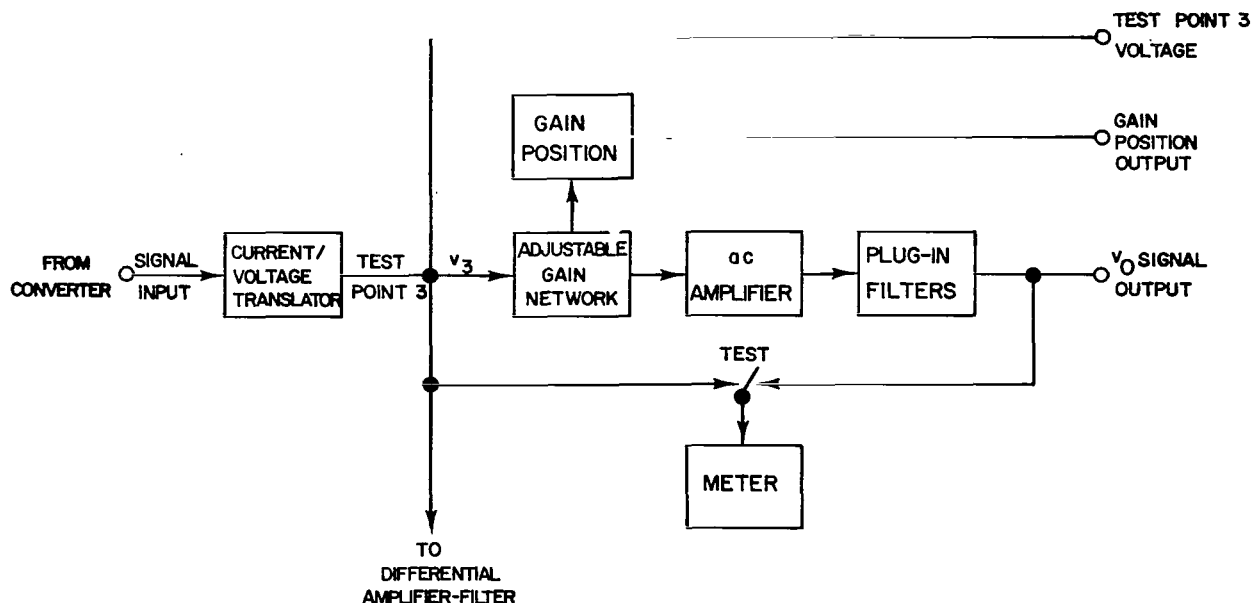 TEST POINT 3
VOLTAGE
GAIN
POSITION
GAIN
POSITION
OUTPUT
FROM
CONVERTER
SIGNAL
INPUT
CURRENT/
VOLTAGE
TRANSLATOR
TEST
POINT 3
v3
ADJUSTABLE
GAIN
NETWORK
ac
AMPLIFIER
PLUG-IN
FILTERS
vO SIGNAL
OUTPUT
TEST
METER
TO
DIFFERENTIAL
AMPLIFIER-FILTER